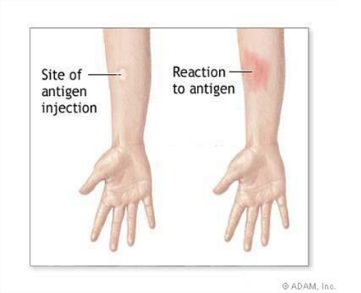 Site of
antigen
injection
Reaction
to antigen
© ADAM, Inc.